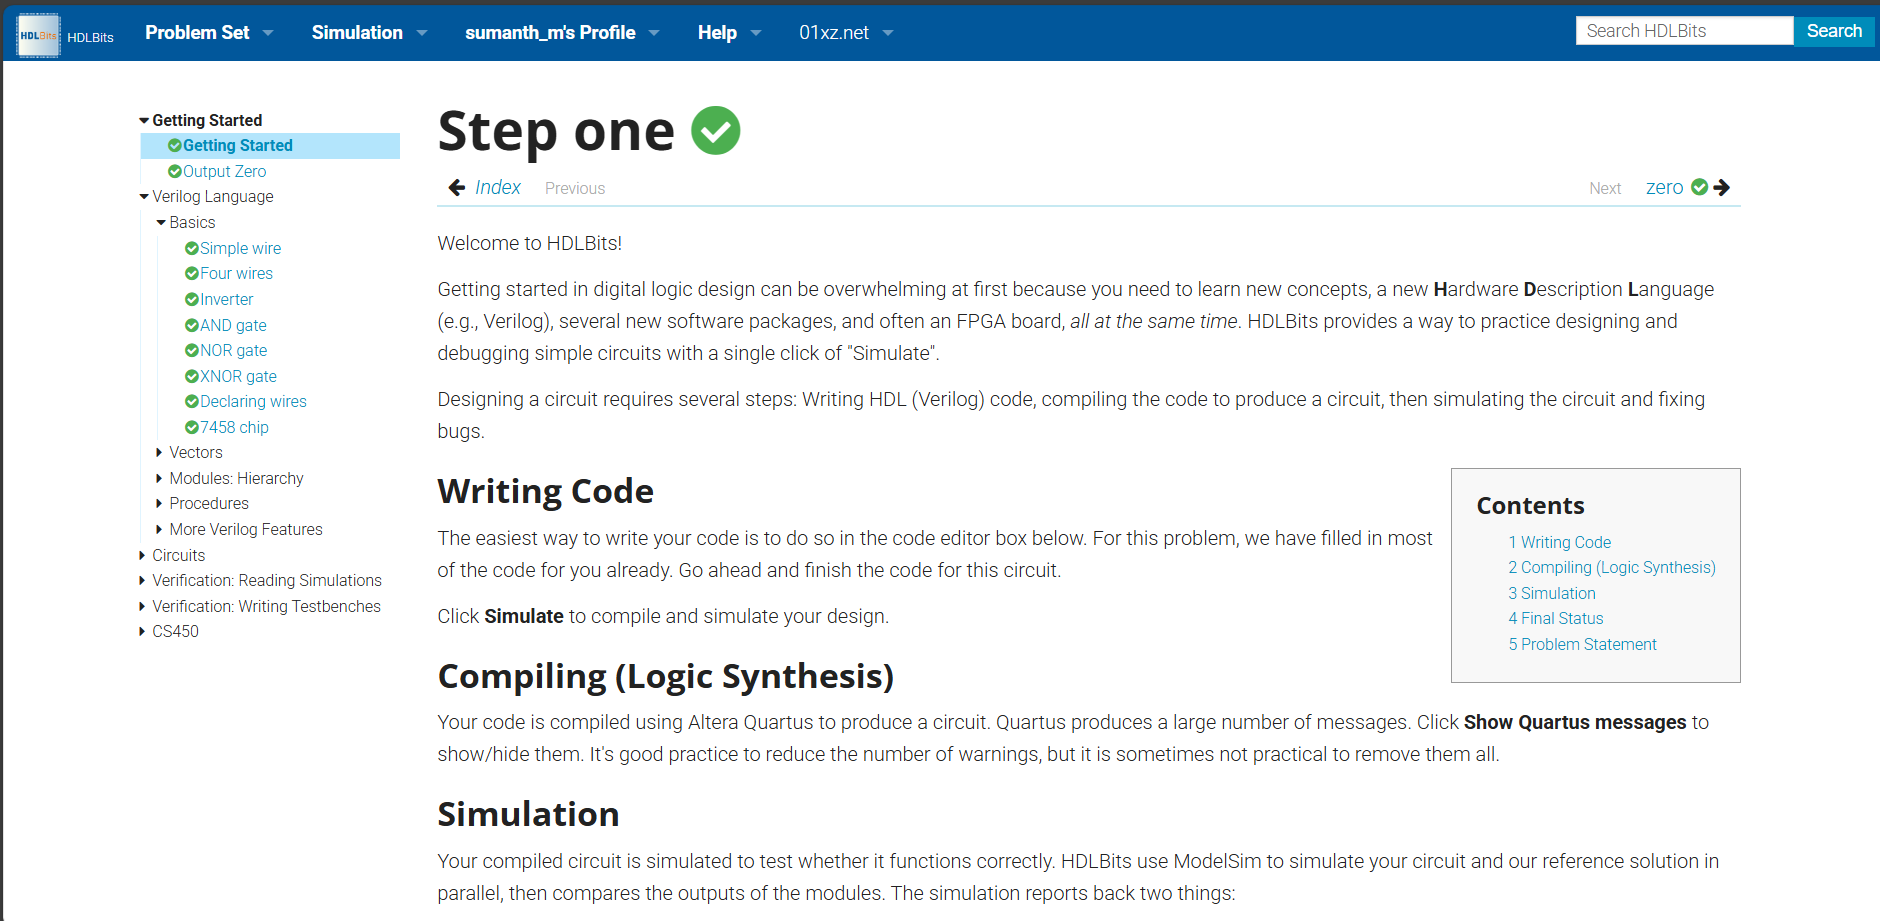 HDLBits HDLBits Problem Set Simulation sumanth_m's Profile Help 01xz.net Search HDLBits Search
Getting Started
Getting Started
Output Zero
Verilog Language
Basics
Simple wire
Four wires
Inverter
AND gate
NOR gate
XNOR gate
Declaring wires
7458 chip
Vectors
Modules: Hierarchy
Procedures
More Verilog Features
Circuits
Verification: Reading Simulations
Verification: Writing Testbenches
CS450
Step one
Index Previous Next zero
Welcome to HDLBits!
Getting started in digital logic design can be overwhelming at first because you need to learn new concepts, a new Hardware Description Language
(e.g., Verilog), several new software packages, and often an FPGA board, all at the same time. HDLBits provides a way to practice designing and
debugging simple circuits with a single click of "Simulate".
Designing a circuit requires several steps: Writing HDL (Verilog) code, compiling the code to produce a circuit, then simulating the circuit and fixing
bugs.
Writing Code
The easiest way to write your code is to do so in the code editor box below. For this problem, we have filled in most
of the code for you already. Go ahead and finish the code for this circuit.
Click Simulate to compile and simulate your design.
Contents
1 Writing Code
2 Compiling (Logic Synthesis)
3 Simulation
4 Final Status
5 Problem Statement
Compiling (Logic Synthesis)
Your code is compiled using Altera Quartus to produce a circuit. Quartus produces a large number of messages. Click Show Quartus messages to
show/hide them. It's good practice to reduce the number of warnings, but it is sometimes not practical to remove them all.
Simulation
Your compiled circuit is simulated to test whether it functions correctly. HDLBits use ModelSim to simulate your circuit and our reference solution in
parallel, then compares the outputs of the modules. The simulation reports back two things: